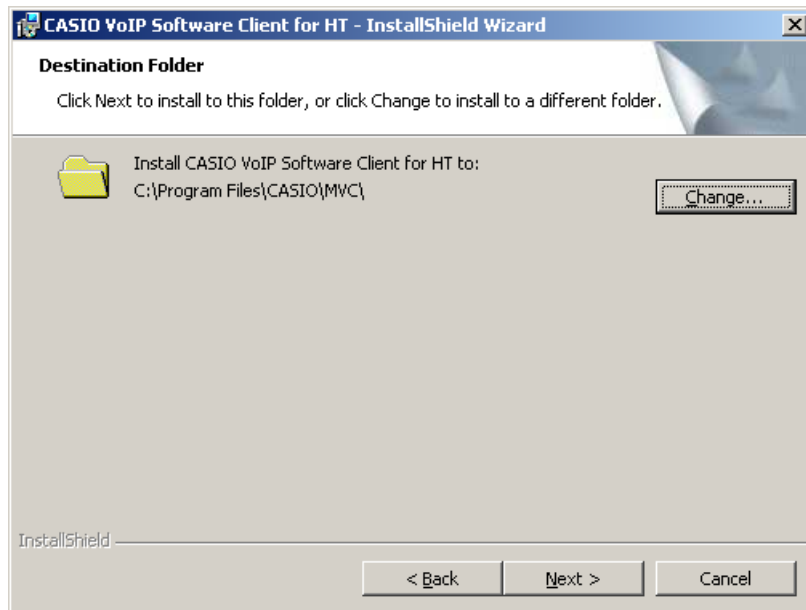 CASIO VoIP Software Client for HT - InstallShield Wizard
Destination Folder
Click Next to install to this folder, or click Change to install to a different folder.
Install CASIO VoIP Software Client for HT to:
C:\Program Files\CASIO\MVC\
Change...
InstallShield
< Back
Next >
Cancel